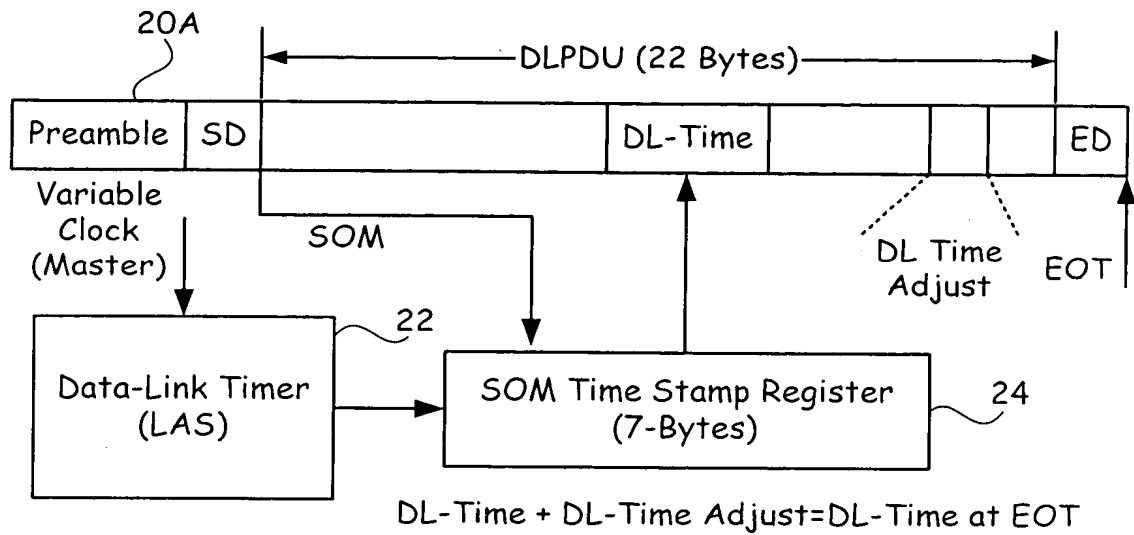 20A
DLPDU (22 Bytes)
Preamble
SD
DL-Time
ED
Variable
Clock
(Master)
SOM
DL Time
Adjust
EOT
22
Data-Link Timer
(LAS)
SOM Time Stamp Register
(7-Bytes)
24
DL-Time + DL-Time Adjust=DL-Time at EOT